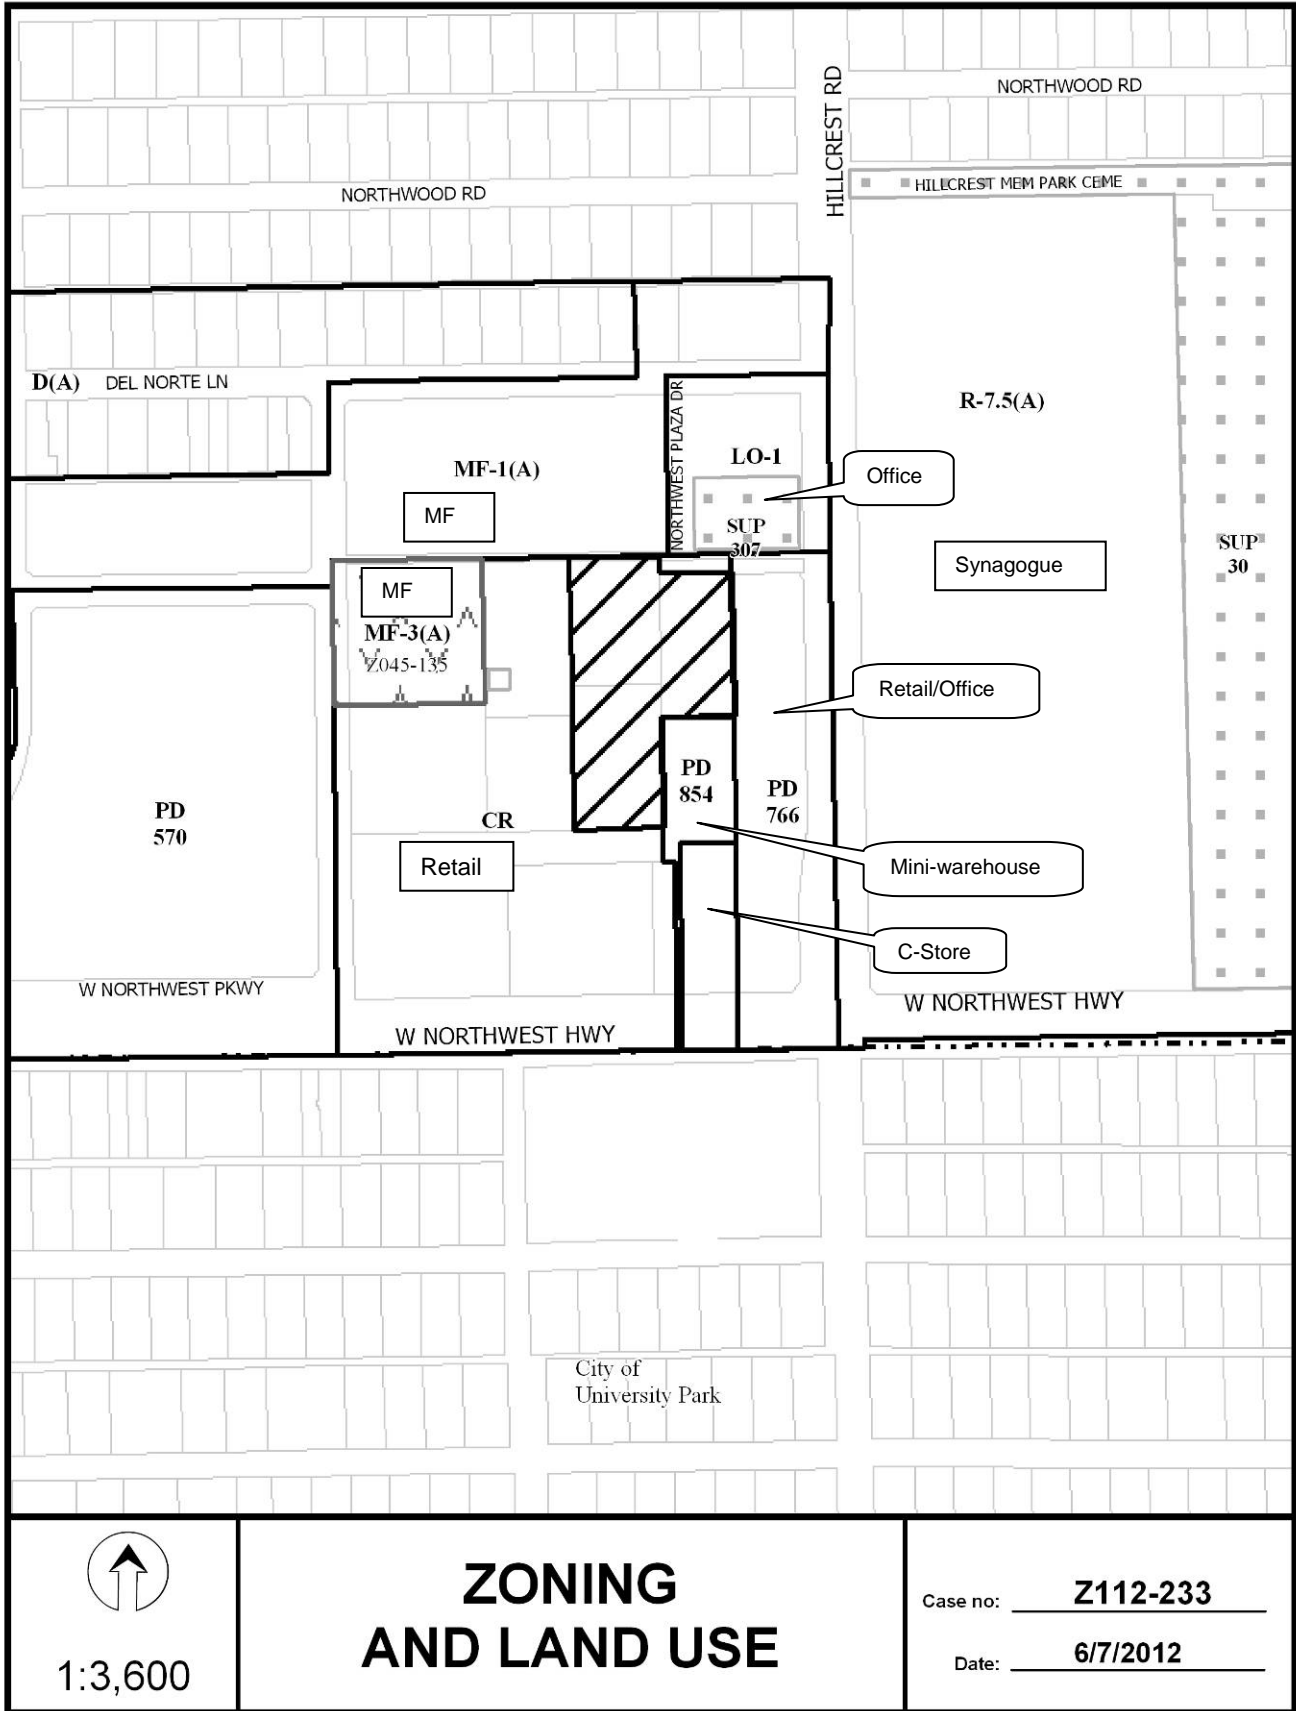 NORTHWOOD RD
HILLCREST RD
HILLCREST MEM PARK CEME
NORTHWOOD RD
D(A)
DEL NORTE LN
NORTHWEST PLAZA DR
R-7.5(A)
MF-1(A)
LO-1
Office
MF
SUP
307
SUP
30
Synagogue
MF
MF-3(A)
Z045-135
Retail/Office
PD
854
PD
766
PD
570
CR
Retail
Mini-warehouse
C-Store
W NORTHWEST PKWY
W NORTHWEST HWY
W NORTHWEST HWY
City of
University Park
1:3,600
ZONING
AND LAND USE
Case no: Z112-233
Date: 6/7/2012